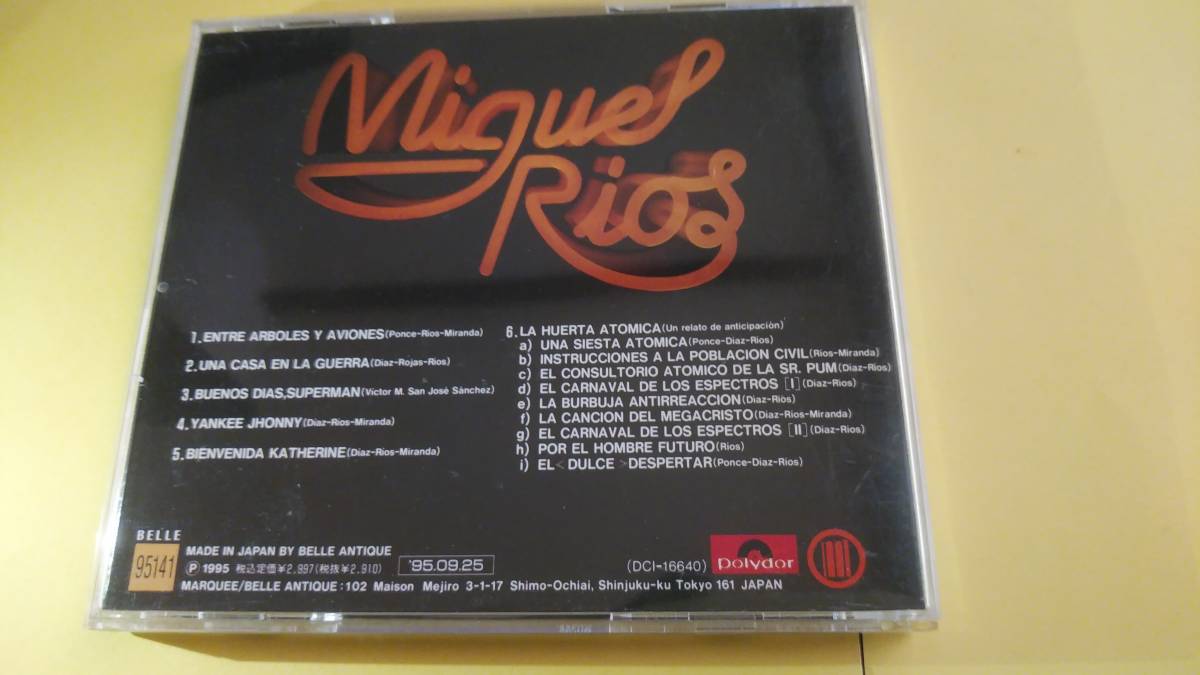 Miguel
Rios
1.ENTRE ARBOLES Y AVIONES(Ponce-Rios-Miranda)
2.UNA CASA EN LA GUERRA(Diaz-Rojas-Rios)
3.BUENOS DIAS,SUPERMAN(Victor M. San José Sànchez)
4.YANKEE JHONNY(Diaz-Rios-Miranda)
5.BIENVENIDA KATHERINE(Diaz-Rios-Miranda)
6.LA HUERTA ATOMICA(Un relato de anticipaciòn)
a) UNA SIESTA ATOMICA(Ponce-Diaz-Rios)
b) INSTRUCCIONES A LA POBLACION CIVIL(Rios-Miranda)
c) EL CONSULTORIO ATOMICO DE LA SR. PUM(Diaz-Rios)
d) EL CARNAVAL DE LOS ESPECTROS [I](Diaz-Rios)
e) LA BURBUJA ANTIRREACCION(Diaz-Riòs)
f) LA CANCION DEL MEGACRISTO(Diaz-Rios-Miranda)
g) EL CARNAVAL DE LOS ESPECTROS [II](Diaz-Rios)
h) POR EL HOMBRE FUTURO(Rios)
i) EL<DULCE>DESPERTAR(Ponce-Diaz-Rios)
BELLE
95141
MADE IN JAPAN BY BELLE ANTIQUE
Ⓟ 1995 税込定価¥2,997(税抜¥2,910)
'95.09.25
(DCI-16640)
polydor
MARQUEE/BELLE ANTIQUE:102 Maison Mejiro 3-1-17 Shimo-Ochiai, Shinjuku-ku Tokyo 161 JAPAN